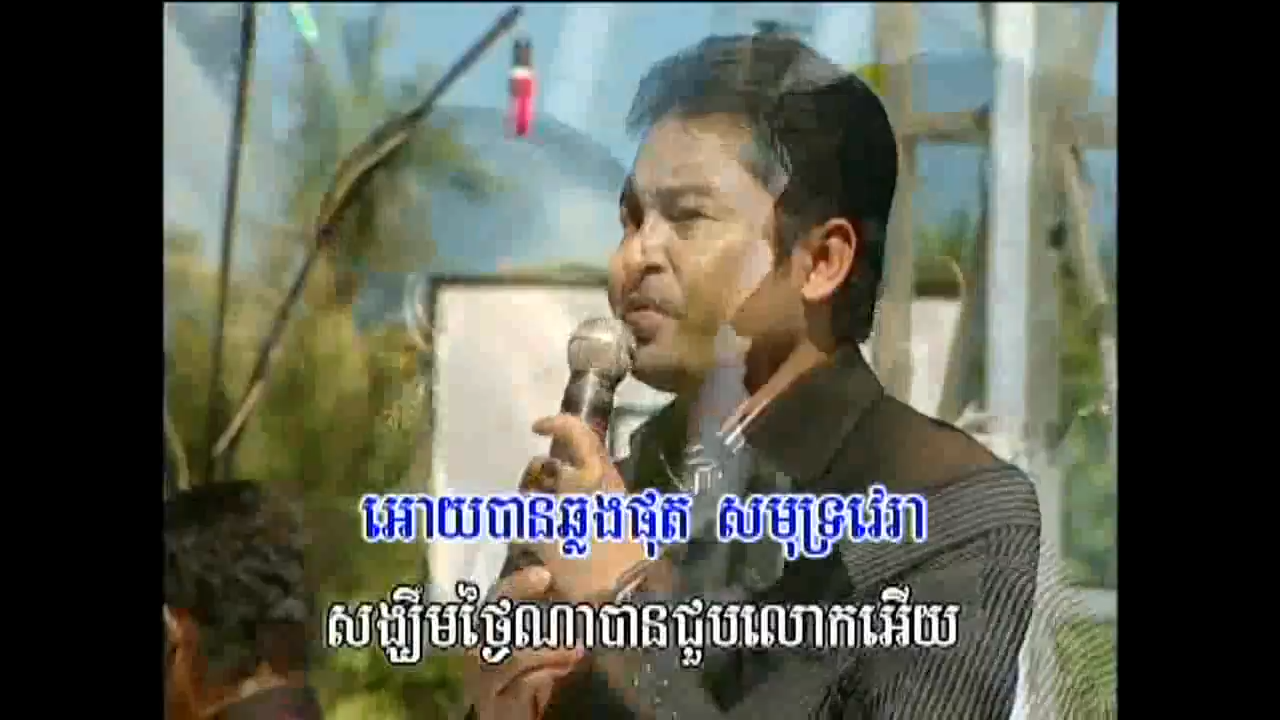 អោយបានឆ្លងផុត សមុទ្រវេរា
សង្ឃឹមថ្ងៃណាបានជួបលោកអើយ